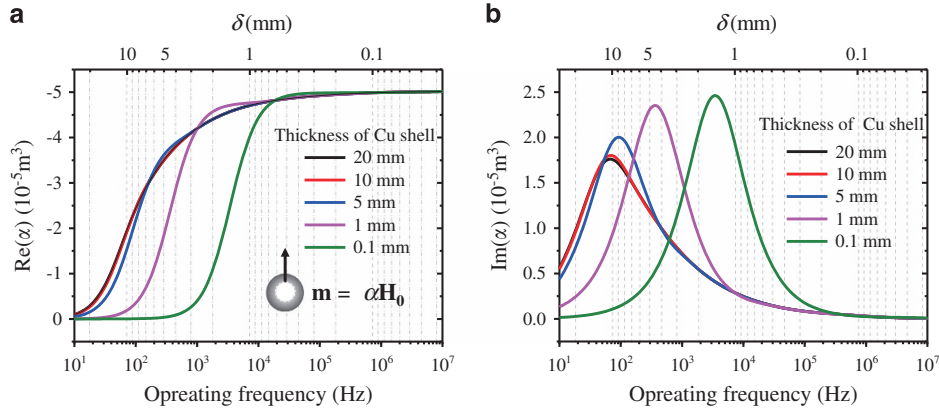 a
δ(mm)
10 5 1 0.1
-5
-4
-3
-2
-1
0
Re(α) (10⁻⁵m³)
Thickness of Cu shell
20 mm
10 mm
5 mm
1 mm
0.1 mm
m = αH₀
10¹ 10² 10³ 10⁴ 10⁵ 10⁶ 10⁷
Opreating frequency (Hz)
b
δ(mm)
10 5 1 0.1
2.5
2.0
1.5
1.0
0.5
0.0
Im(α) (10⁻⁵m³)
Thickness of Cu shell
20 mm
10 mm
5 mm
1 mm
0.1 mm
10¹ 10² 10³ 10⁴ 10⁵ 10⁶ 10⁷
Opreating frequency (Hz)